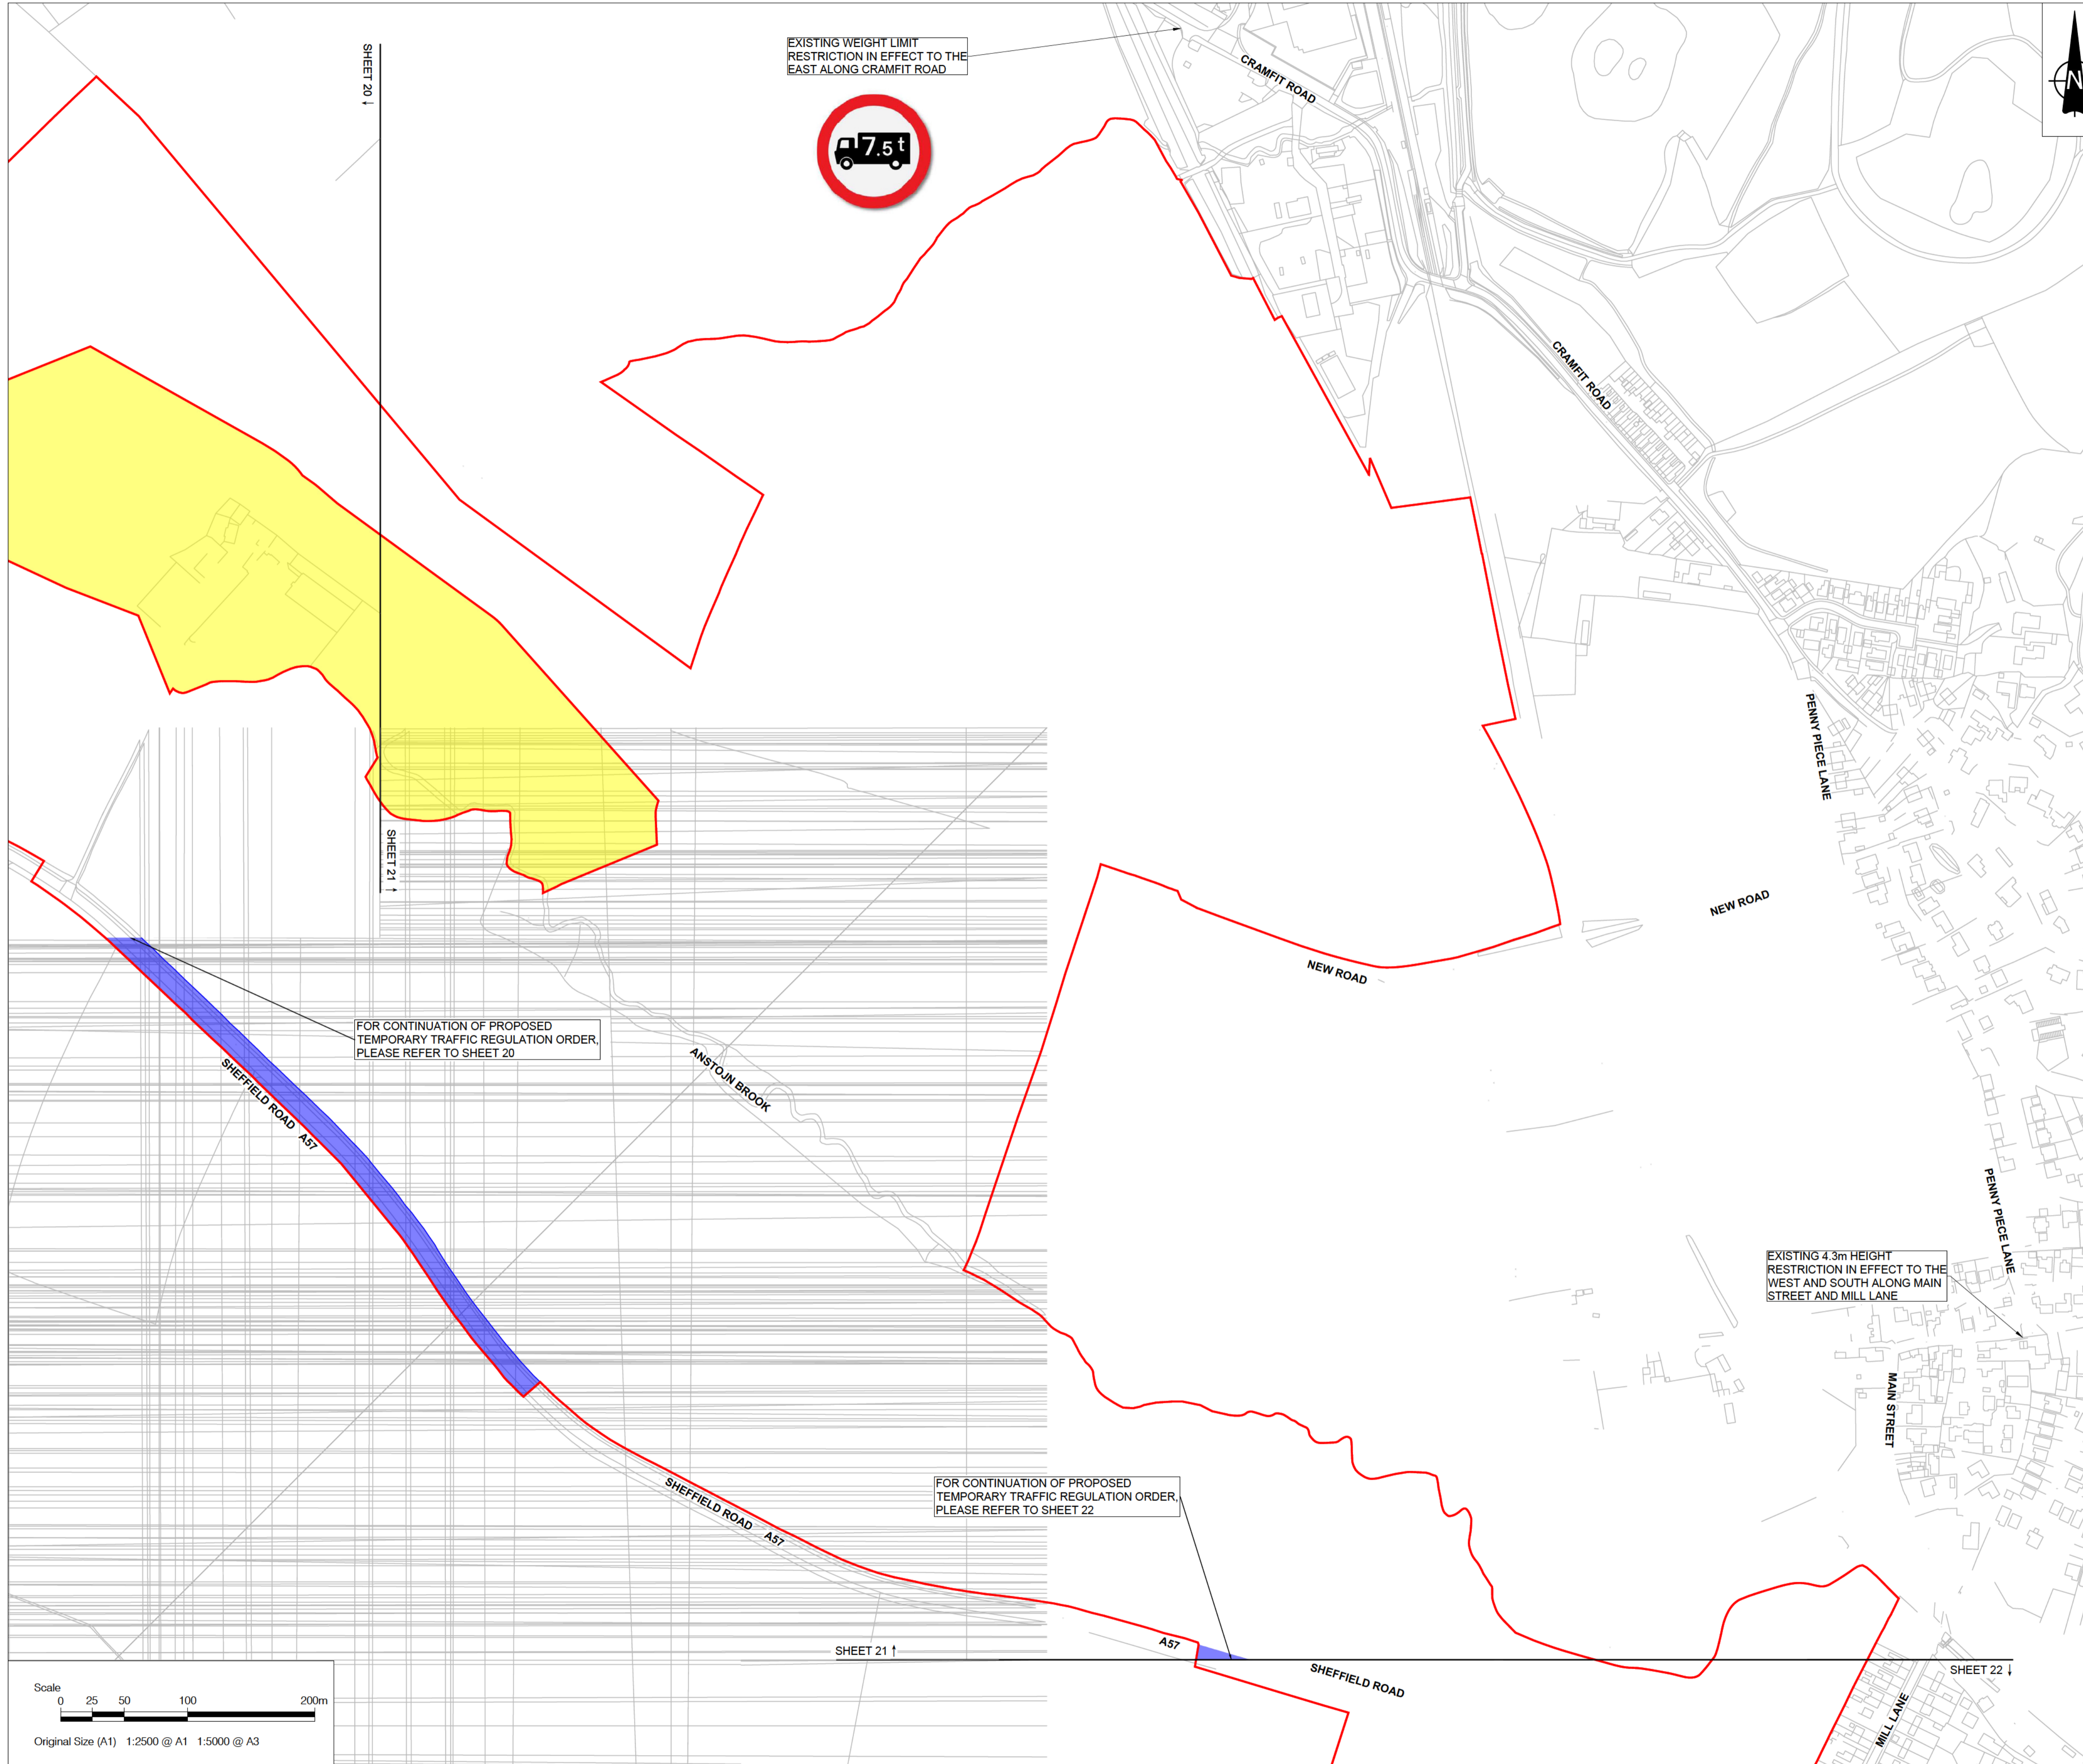 SHEET 20 ↓
EXISTING WEIGHT LIMIT
RESTRICTION IN EFFECT TO THE
EAST ALONG CRAMFIT ROAD
7.5 t
CRAMFIT ROAD
N
CRAMFIT ROAD
PENNY PIECE LANE
SHEET 21 ↑
NEW ROAD
NEW ROAD
FOR CONTINUATION OF PROPOSED
TEMPORARY TRAFFIC REGULATION ORDER,
PLEASE REFER TO SHEET 20
SHEFFIELD ROAD A57
ANSTOJN BROOK
PENNY PIECE LANE
EXISTING 4.3m HEIGHT
RESTRICTION IN EFFECT TO THE
WEST AND SOUTH ALONG MAIN
STREET AND MILL LANE
MAIN STREET
SHEFFIELD ROAD A57
FOR CONTINUATION OF PROPOSED
TEMPORARY TRAFFIC REGULATION ORDER,
PLEASE REFER TO SHEET 22
A57
SHEET 21 ↑
SHEFFIELD ROAD
SHEET 22 ↓
MILL LANE
Scale
0 25 50 100 200m
Original Size (A1) 1:2500 @ A1 1:5000 @ A3